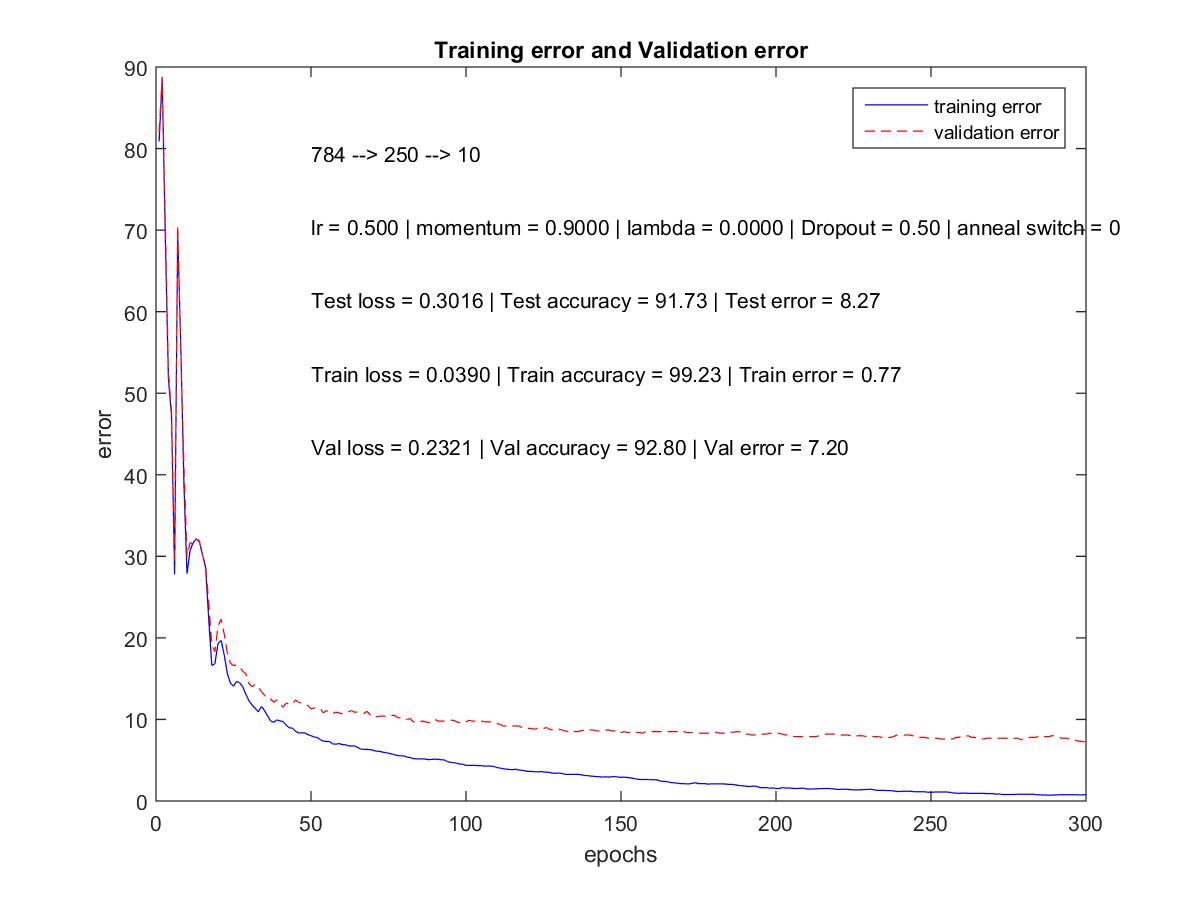 Training error and Validation error
training error
validation error
784 --> 250 --> 10
lr = 0.500 | momentum = 0.9000 | lambda = 0.0000 | Dropout = 0.50 | anneal switch = 0
Test loss = 0.3016 | Test accuracy = 91.73 | Test error = 8.27
Train loss = 0.0390 | Train accuracy = 99.23 | Train error = 0.77
Val loss = 0.2321 | Val accuracy = 92.80 | Val error = 7.20
error
90
80
70
60
50
40
30
20
10
0
0 50 100 150 200 250 300
epochs